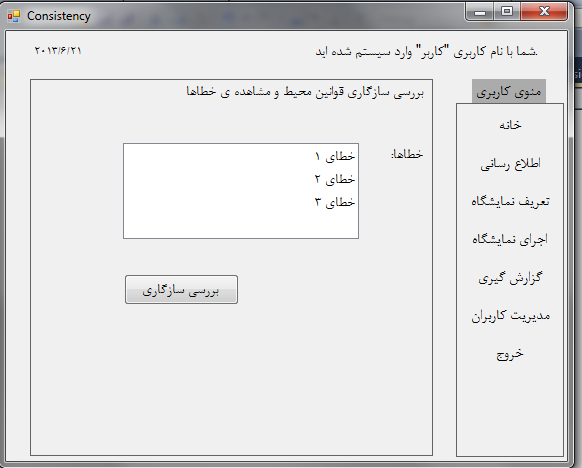 Consistency
شما با نام کاربری "کاربر" وارد سیستم شده اید.
۲۰۱۳/۶/۲۱
منوی کاربری
خانه
اطلاع رسانی
تعریف نمایشگاه
اجرای نمایشگاه
گزارش گیری
مدیریت کاربران
خروج
بررسی سازگاری قوانین محیط و مشاهده ی خطاها
خطاها:
خطای ۱
خطای ۲
خطای ۳
بررسی سازگاری